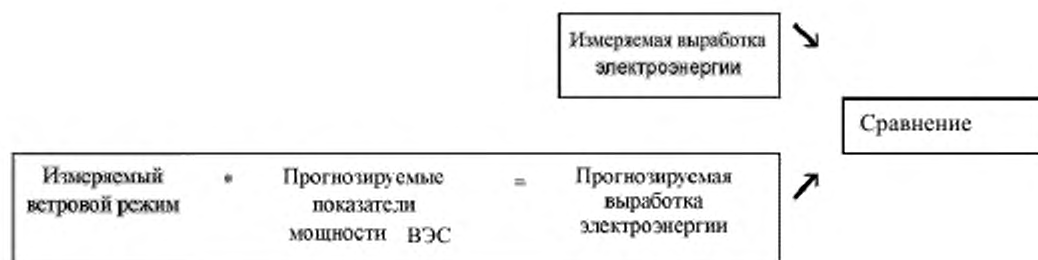 Измеряемая выработка
электроэнергии
Сравнение
Измеряемый * Прогнозируемые = Прогнозируемая
ветровой режим показатели выработка
мощности ВЭС электроэнергии